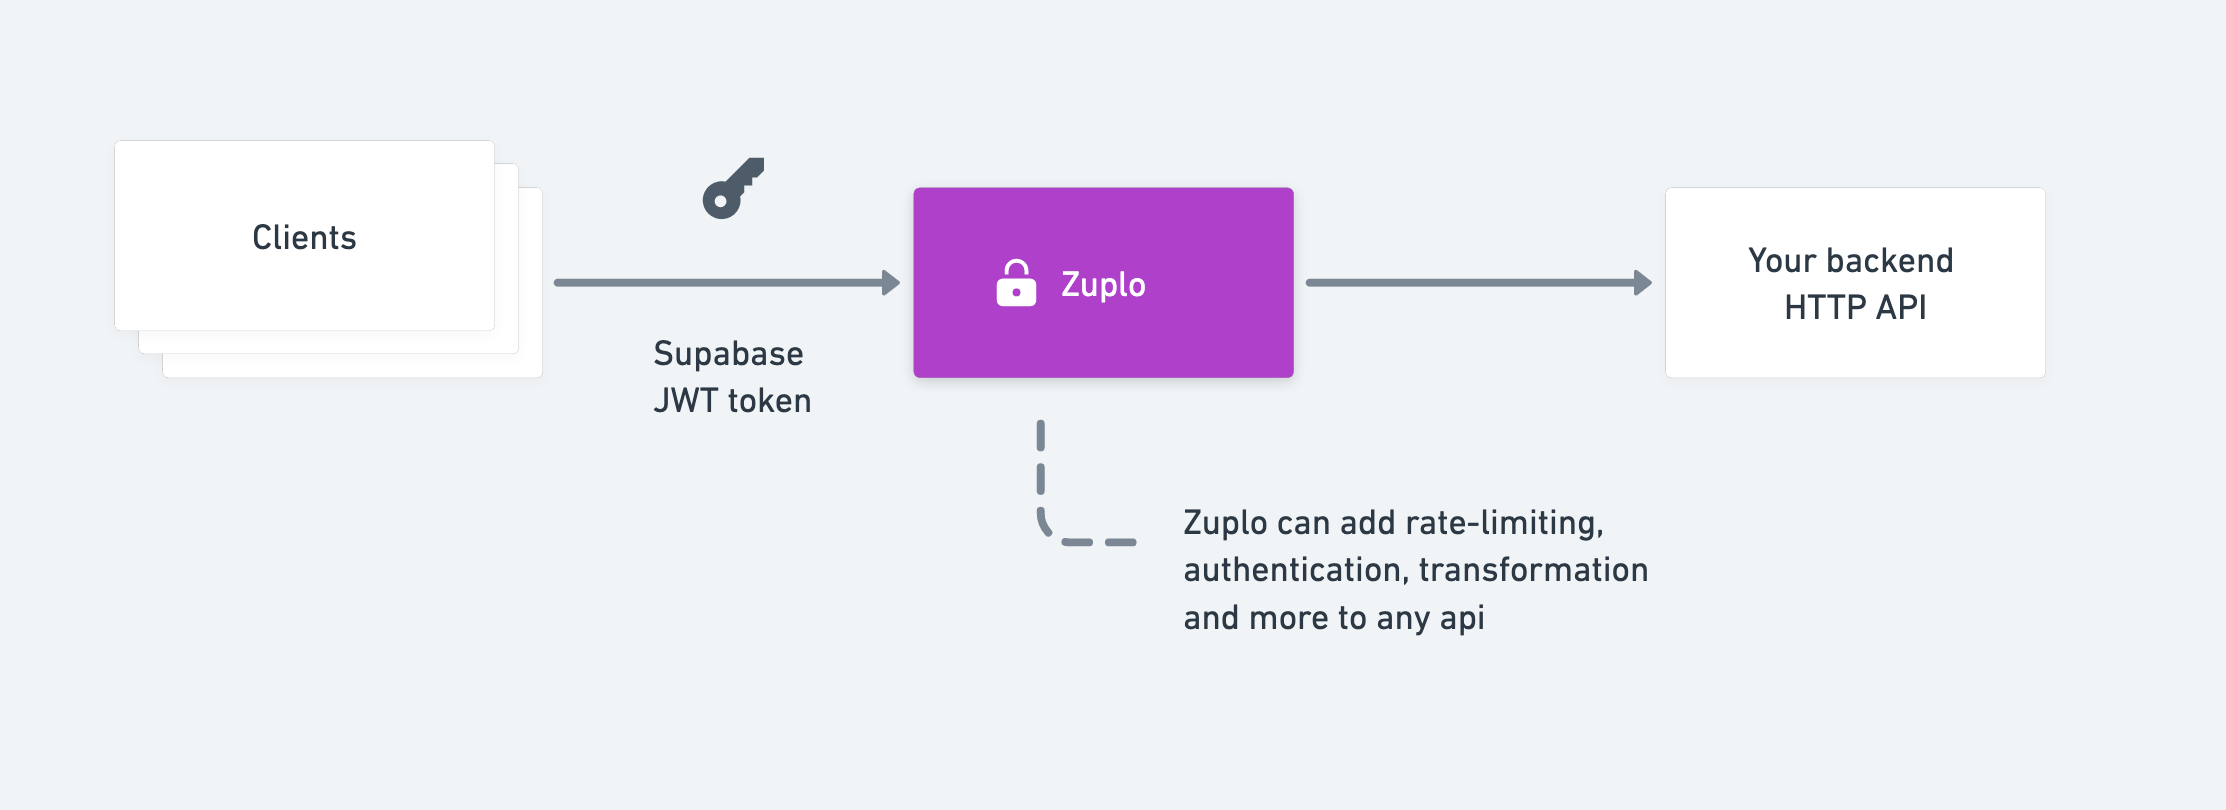 Clients
Supabase
JWT token
Zuplo
Your backend
HTTP API
Zuplo can add rate-limiting,
authentication, transformation
and more to any api